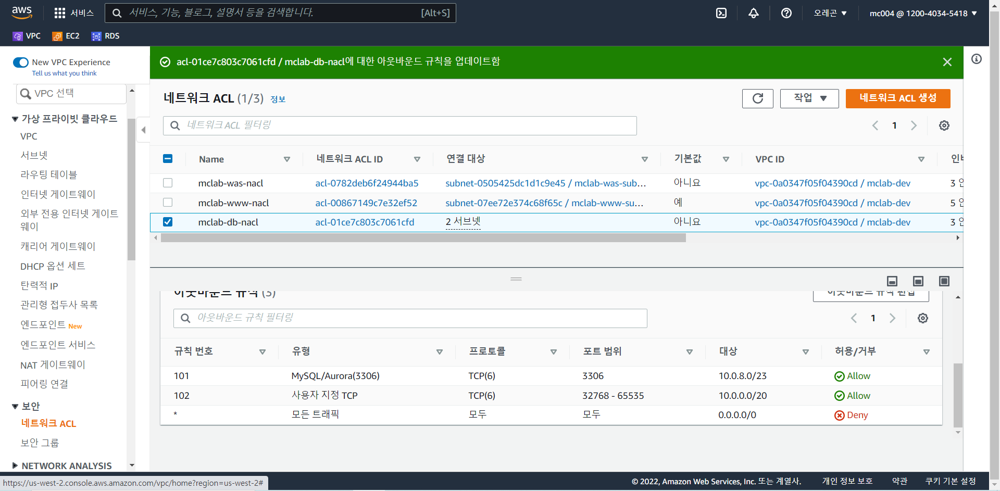 aws
서비스
서비스, 기능, 블로그, 설명서 등을 검색합니다.
[Alt+S]
오레곤 ▼
mc004 @ 1200-4034-5418 ▼
VPC
EC2
RDS
New VPC Experience
Tell us what you think
VPC 선택
가상 프라이빗 클라우드
VPC
서브넷
라우팅 테이블
인터넷 게이트웨이
외부 전용 인터넷 게이트
웨이
캐리어 게이트웨이
DHCP 옵션 세트
탄력적 IP
관리형 접두사 목록
엔드포인트 New
엔드포인트 서비스
NAT 게이트웨이
피어링 연결
보안
네트워크 ACL
보안 그룹
NETWORK ANALYSIS
acl-01ce7c803c7061cfd / mclab-db-nacl에 대한 아웃바운드 규칙을 업데이트함
네트워크 ACL (1/3) 정보
작업 ▼
네트워크 ACL 생성
네트워크 ACL 필터링
1
Name 네트워크 ACL ID 연결 대상 기본값 VPC ID
mclab-was-nacl acl-0782deb6f24944ba5 subnet-0505425dc1d1c9e45 / mclab-was-sub… 아니요 vpc-0a0347f05f04390cd / mclab-dev 3 인
mclab-www-nacl acl-00867149c7e32ef52 subnet-07ee72e374c68f65c / mclab-www-su… 예 vpc-0a0347f05f04390cd / mclab-dev 5 인
mclab-db-nacl acl-01ce7c803c7061cfd 2 서브넷 아니요 vpc-0a0347f05f04390cd / mclab-dev 3 인
아웃바운드 규칙 (3)
아웃바운드 규칙 편집
아웃바운드 규칙 필터링
1
규칙 번호 유형 프로토콜 포트 범위 대상 허용/거부
101 MySQL/Aurora(3306) TCP(6) 3306 10.0.8.0/23 Allow
102 사용자 지정 TCP TCP(6) 32768 - 65535 10.0.0.0/20 Allow
* 모든 트래픽 모두 모두 0.0.0.0/0 Deny
https://us-west-2.console.aws.amazon.com/vpc/home?region=us-west-2#
© 2022, Amazon Web Services, Inc. 또는 계열사.
개인 정보 보호
약관
쿠키 기본 설정